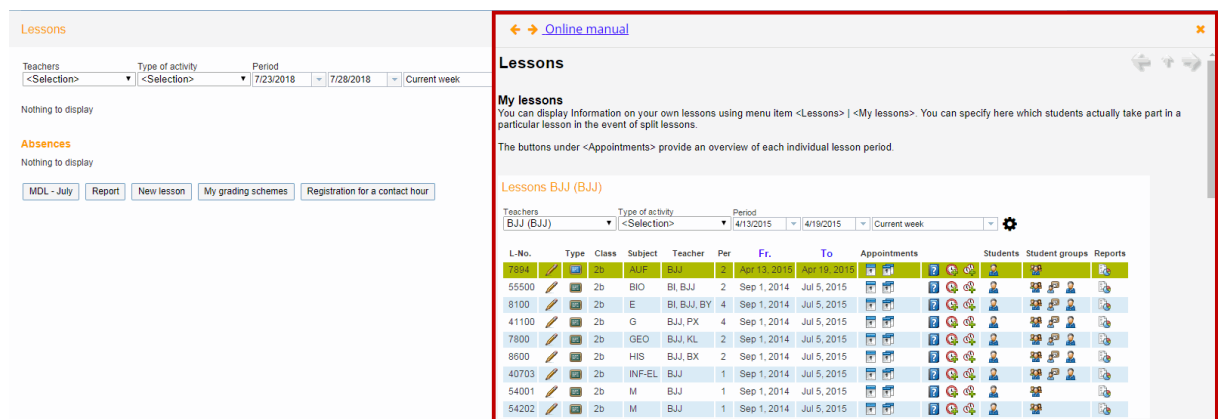 Lessons
Teachers Type of activity Period
<Selection> <Selection> 7/23/2018 7/28/2018 Current week
Nothing to display
Absences
Nothing to display
MDL - July Report New lesson My grading schemes Registration for a contact hour
Online manual
Lessons
My lessons
You can display Information on your own lessons using menu item <Lessons> | <My lessons>. You can specify here which students actually take part in a
particular lesson in the event of split lessons.
The buttons under <Appointments> provide an overview of each individual lesson period.
Lessons BJJ (BJJ)
Teachers Type of activity Period
BJJ (BJJ) <Selection> 4/13/2015 4/19/2015 Current week
L-No. Type Class Subject Teacher Per Fr. To Appointments Students Student groups Reports
7894 2b AUF BJJ 2 Apr 13, 2015 Apr 19, 2015
55500 2b BIO BI, BJJ 2 Sep 1, 2014 Jul 5, 2015
8100 2b E BI, BJJ, BY 4 Sep 1, 2014 Jul 5, 2015
41100 2b G BJJ, PX 4 Sep 1, 2014 Jul 5, 2015
7800 2b GEO BJJ, KL 2 Sep 1, 2014 Jul 5, 2015
8600 2b HIS BJJ, BX 2 Sep 1, 2014 Jul 5, 2015
40703 2b INF-EL BJJ 1 Sep 1, 2014 Jul 5, 2015
54001 2b M BJJ 1 Sep 1, 2014 Jul 5, 2015
54202 2b M BJJ 1 Sep 1, 2014 Jul 5, 2015